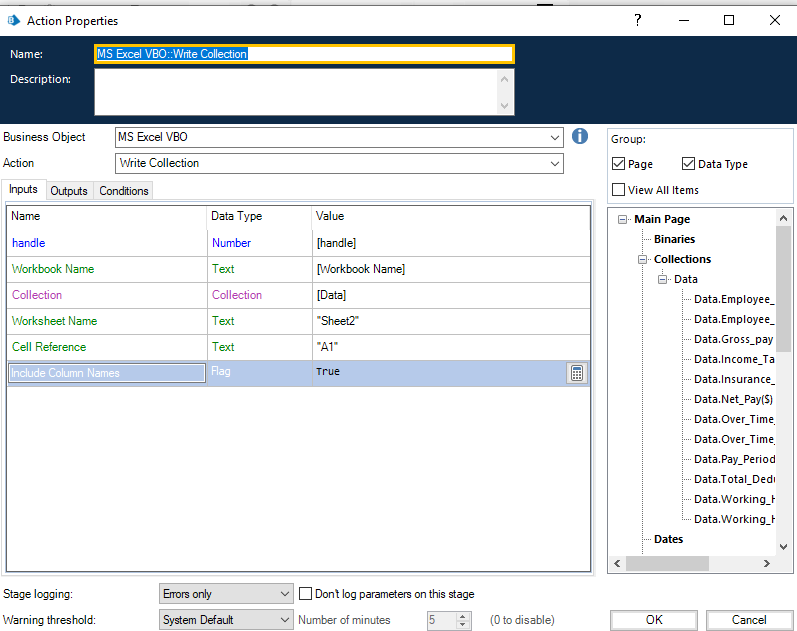 Action Properties
Name: MS Excel VBO::Write Collection
Description:
Business Object MS Excel VBO
Action Write Collection
Inputs Outputs Conditions
Name Data Type Value
handle Number [handle]
Workbook Name Text [Workbook Name]
Collection Collection [Data]
Worksheet Name Text "Sheet2"
Cell Reference Text "A1"
Include Column Names Flag True
Group:
Page Data Type
View All Items
Main Page
Binaries
Collections
Data
Data.Employee_
Data.Employee_
Data.Gross_pay
Data.Income_Ta
Data.Insurance_
Data.Net_Pay($)
Data.Over_Time_
Data.Over_Time_
Data.Pay_Period
Data.Total_Dedu
Data.Working_H
Data.Working_H
Dates
Stage logging: Errors only Don't log parameters on this stage
Warning threshold: System Default Number of minutes 5 (0 to disable)
OK Cancel